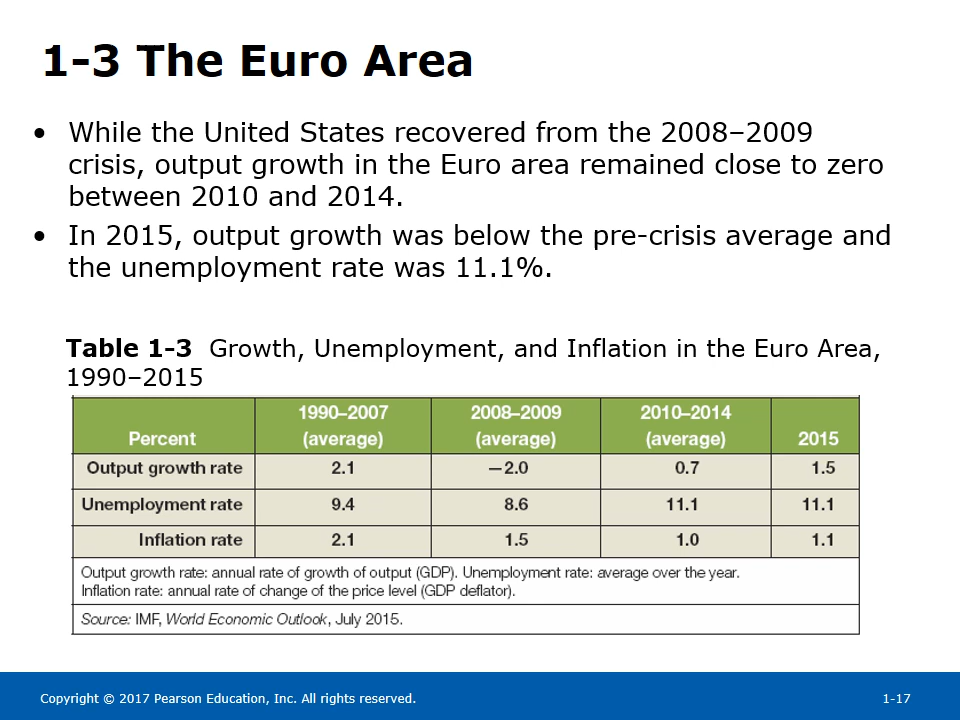 1-3 The Euro Area
• While the United States recovered from the 2008–2009
crisis, output growth in the Euro area remained close to zero
between 2010 and 2014.
• In 2015, output growth was below the pre-crisis average and
the unemployment rate was 11.1%.
Table 1-3 Growth, Unemployment, and Inflation in the Euro Area,
1990–2015
Percent 1990–2007 (average) 2008–2009 (average) 2010–2014 (average) 2015
Output growth rate 2.1 —2.0 0.7 1.5
Unemployment rate 9.4 8.6 11.1 11.1
Inflation rate 2.1 1.5 1.0 1.1
Output growth rate: annual rate of growth of output (GDP). Unemployment rate: average over the year.
Inflation rate: annual rate of change of the price level (GDP deflator).
Source: IMF, World Economic Outlook, July 2015.
Copyright © 2017 Pearson Education, Inc. All rights reserved. 1-17